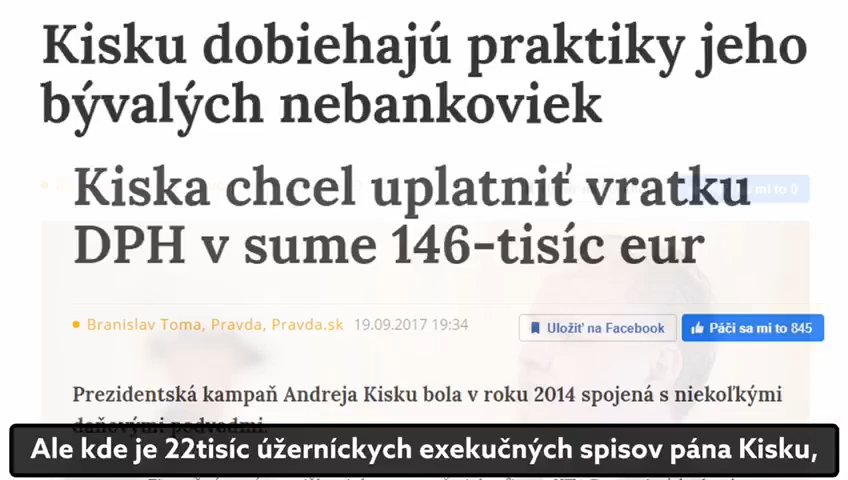 Kisku dobiehajú praktiky jeho
bývalých nebankoviek
Kiska chcel uplatniť vratku
DPH v sume 146-tisíc eur
Branislav Toma, Pravda, Pravda.sk 19.09.2017 19:34
Uložiť na Facebook
Páči sa mi to 845
Prezidentská kampaň Andreja Kisku bola v roku 2014 spojená s niekoľkými
daňovými podvodmi.
Ale kde je 22tisíc úžerníckych exekučných spisov pána Kisku,